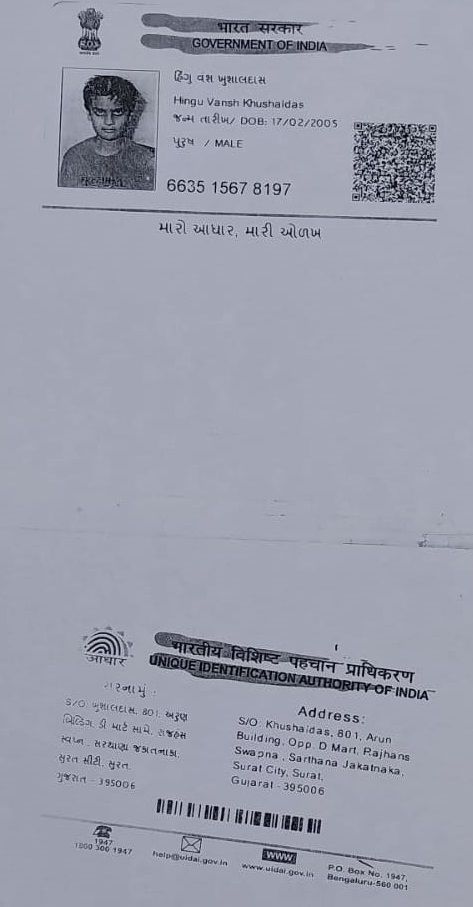 भारत सरकार
GOVERNMENT OF INDIA
હિંગુ વંશ ખુશાલદાસ
Hingu Vansh Khushaldas
જન્મ તારીખ/ DOB: 17/02/2005
પુરુષ / MALE
6635 1567 8197
મારો આધાર, મારી ઓળખ
आधार
भारतीय विशिष्ट पहचान प्राधिकरण
UNIQUE IDENTIFICATION AUTHORITY OF INDIA
સરનામું :
S/O: ખુશાલદાસ, 801, અરુણ
બિલ્ડિંગ, ડી માર્ટ સામે, રાજહંસ
સ્વપ્ન , સરથાણા જકાતનાકા,
સુરત સીટી, સુરત,
ગુજરાત - 395006
Address:
S/O: Khushaldas, 801, Arun
Building, Opp. D Mart, Rajhans
Swapna , Sarthana Jakatnaka,
Surat City, Surat,
Gujarat - 395006
1947
1800 300 1947
help@uidai.gov.in
WWW
www.uidai.gov.in
P.O. Box No. 1947,
Bengaluru-560 001